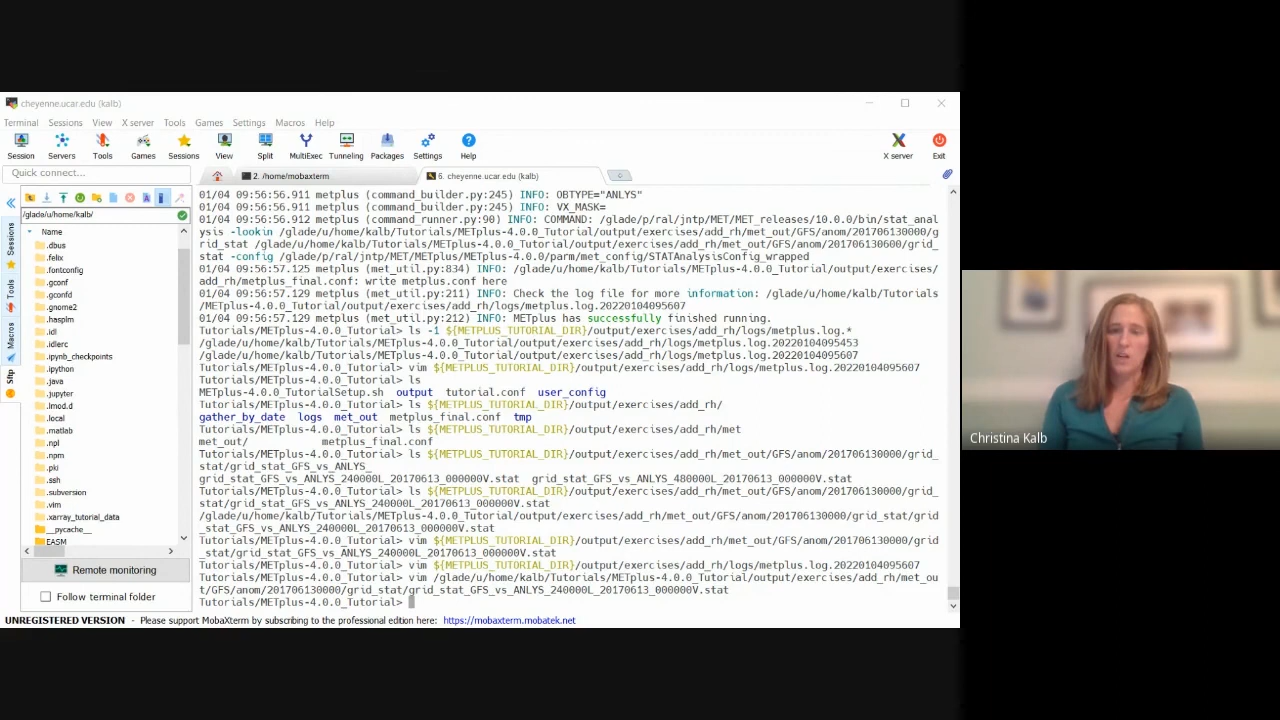 cheyenne.ucar.edu (kalb)
Terminal Sessions View X server Tools Games Settings Macros Help
Session Servers Tools Games Sessions View Split MultiExec Tunneling Packages Settings Help X server Exit
Quick connect...
2. /home/mobaxterm
6. cheyenne.ucar.edu (kalb)
/glade/u/home/kalb/
Name
.dbus
.felix
.fontconfig
.gconf
.gconfd
.gnome2
.hasplm
.idl
.idlerc
.ipynb_checkpoints
.ipython
.java
.jupyter
.lmod.d
.local
.matlab
.npl
.npm
.pki
.ssh
.subversion
.vim
.xarray_tutorial_data
__pycache__
EASM
Sessions
Tools
Macros
Sftp
Remote monitoring
Follow terminal folder
01/04 09:56:56.911 metplus (command_builder.py:245) INFO: OBTYPE="ANLYS"
01/04 09:56:56.911 metplus (command_builder.py:245) INFO: VX_MASK=
01/04 09:56:56.912 metplus (command_runner.py:90) INFO: COMMAND: /glade/p/ral/jntp/MET/MET_releases/10.0.0/bin/stat_anal
ysis -lookin /glade/u/home/kalb/Tutorials/METplus-4.0.0_Tutorial/output/exercises/add_rh/met_out/GFS/anom/201706130000/g
rid_stat /glade/u/home/kalb/Tutorials/METplus-4.0.0_Tutorial/output/exercises/add_rh/met_out/GFS/anom/201706130600/grid_
stat -config /glade/p/ral/jntp/MET/METplus/METplus-4.0.0/parm/met_config/STATAnalysisConfig_wrapped
01/04 09:56:57.125 metplus (met_util.py:834) INFO: /glade/u/home/kalb/Tutorials/METplus-4.0.0_Tutorial/output/exercises/
add_rh/metplus_final.conf: write metplus.conf here
01/04 09:56:57.129 metplus (met_util.py:211) INFO: Check the log file for more information: /glade/u/home/kalb/Tutorials
/METplus-4.0.0_Tutorial/output/exercises/add_rh/logs/metplus.log.20220104095607
01/04 09:56:57.129 metplus (met_util.py:212) INFO: METplus has successfully finished running.
Tutorials/METplus-4.0.0_Tutorial> ls -1 ${METPLUS_TUTORIAL_DIR}/output/exercises/add_rh/logs/metplus.log.*
/glade/u/home/kalb/Tutorials/METplus-4.0.0_Tutorial/output/exercises/add_rh/logs/metplus.log.20220104095453
/glade/u/home/kalb/Tutorials/METplus-4.0.0_Tutorial/output/exercises/add_rh/logs/metplus.log.20220104095607
Tutorials/METplus-4.0.0_Tutorial> vim ${METPLUS_TUTORIAL_DIR}/output/exercises/add_rh/logs/metplus.log.20220104095607
Tutorials/METplus-4.0.0_Tutorial> ls
METplus-4.0.0_TutorialSetup.sh output tutorial.conf user_config
Tutorials/METplus-4.0.0_Tutorial> ls ${METPLUS_TUTORIAL_DIR}/output/exercises/add_rh/
gather_by_date logs met_out metplus_final.conf tmp
Tutorials/METplus-4.0.0_Tutorial> ls ${METPLUS_TUTORIAL_DIR}/output/exercises/add_rh/met
met_out/ metplus_final.conf
Tutorials/METplus-4.0.0_Tutorial> ls ${METPLUS_TUTORIAL_DIR}/output/exercises/add_rh/met_out/GFS/anom/201706130000/grid_
stat/grid_stat_GFS_vs_ANLYS_
grid_stat_GFS_vs_ANLYS_240000L_20170613_000000V.stat grid_stat_GFS_vs_ANLYS_480000L_20170613_000000V.stat
Tutorials/METplus-4.0.0_Tutorial> ls ${METPLUS_TUTORIAL_DIR}/output/exercises/add_rh/met_out/GFS/anom/201706130000/grid_
stat/grid_stat_GFS_vs_ANLYS_240000L_20170613_000000V.stat
/glade/u/home/kalb/Tutorials/METplus-4.0.0_Tutorial/output/exercises/add_rh/met_out/GFS/anom/201706130000/grid_stat/grid
_stat_GFS_vs_ANLYS_240000L_20170613_000000V.stat
Tutorials/METplus-4.0.0_Tutorial> vim ${METPLUS_TUTORIAL_DIR}/output/exercises/add_rh/met_out/GFS/anom/201706130000/grid
_stat/grid_stat_GFS_vs_ANLYS_240000L_20170613_000000V.stat
Tutorials/METplus-4.0.0_Tutorial> vim ${METPLUS_TUTORIAL_DIR}/output/exercises/add_rh/logs/metplus.log.20220104095607
Tutorials/METplus-4.0.0_Tutorial> vim /glade/u/home/kalb/Tutorials/METplus-4.0.0_Tutorial/output/exercises/add_rh/met_ou
t/GFS/anom/201706130000/grid_stat/grid_stat_GFS_vs_ANLYS_240000L_20170613_000000V.stat
Tutorials/METplus-4.0.0_Tutorial>
UNREGISTERED VERSION - Please support MobaXterm by subscribing to the professional edition here: https://mobaxterm.mobatek.net
Christina Kalb